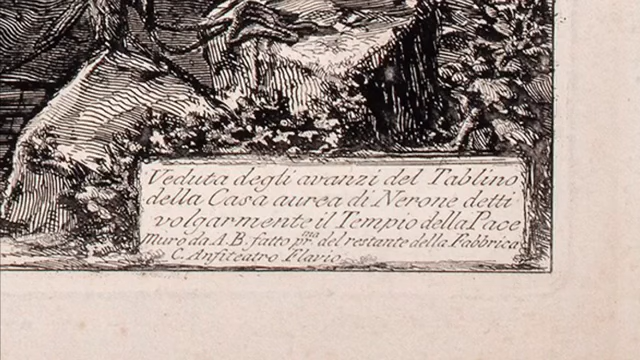 Veduta degli avanzi del Tablino
della Casa aurea di Nerone detti
volgarmente il Tempio della Pace
Muro da A.B. fatto prma. del restante della Fabbrica
C. Anfiteatro Flavio